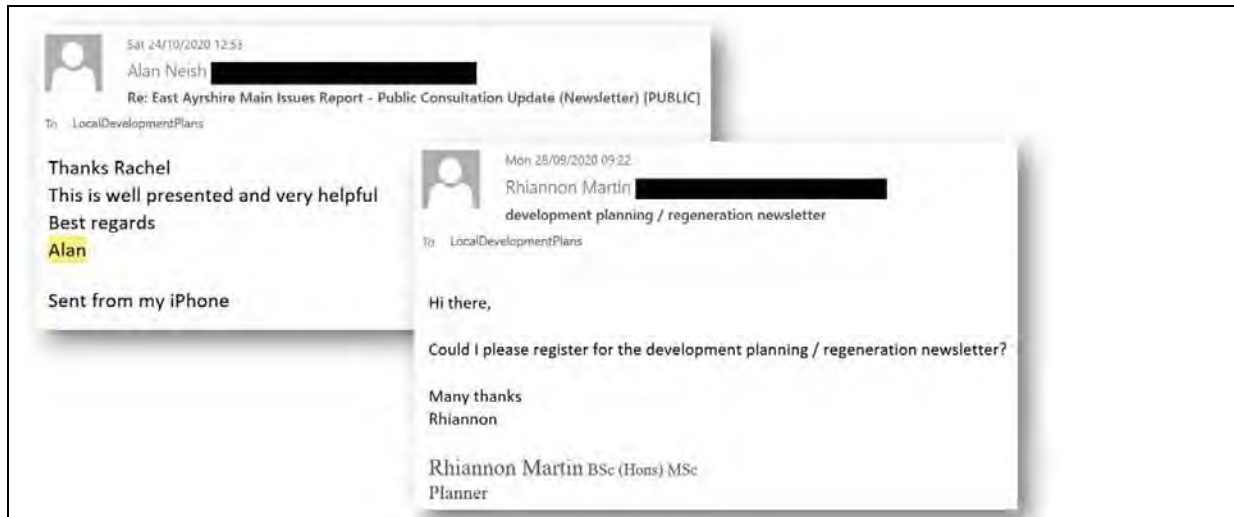 Sat 24/10/2020 12:53
Alan Neish
Re: East Ayrshire Main Issues Report - Public Consultation Update (Newsletter) [PUBLIC]
To LocalDevelopmentPlans
Thanks Rachel
This is well presented and very helpful
Best regards
Alan
Sent from my iPhone
Mon 28/09/2020 09:22
Rhiannon Martin
development planning / regeneration newsletter
To LocalDevelopmentPlans
Hi there,
Could I please register for the development planning / regeneration newsletter?
Many thanks
Rhiannon
Rhiannon Martin BSc (Hons) MSc
Planner